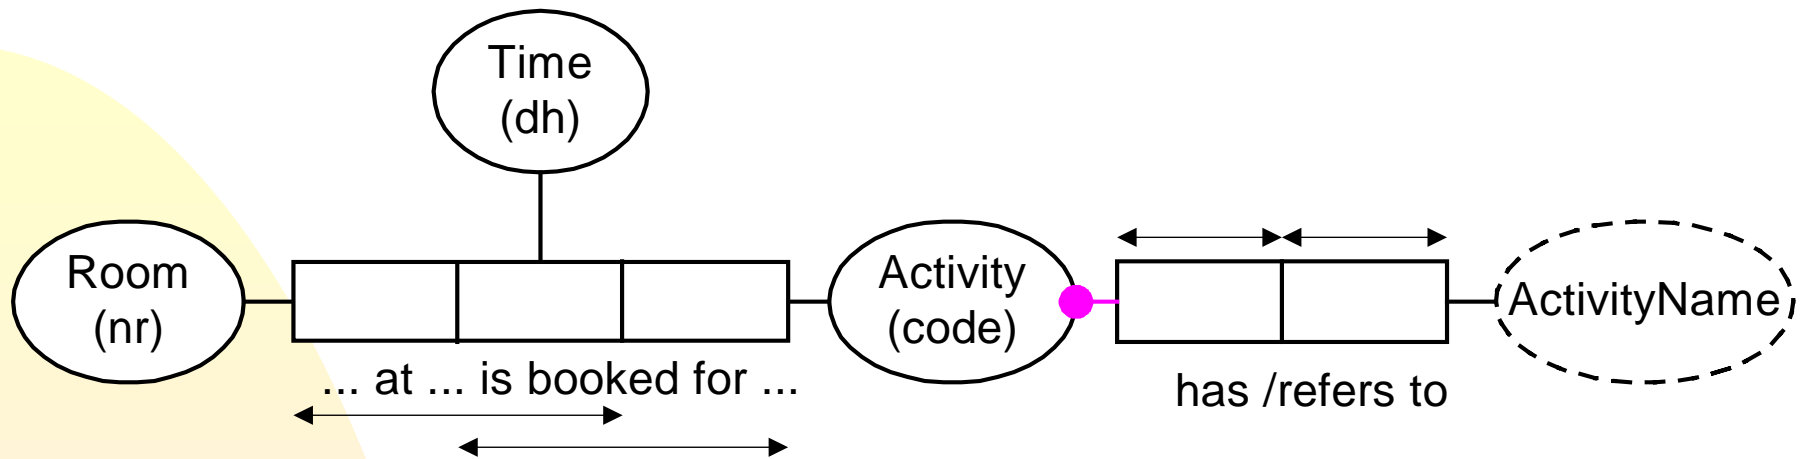 Time
(dh)
Room
(nr)
Activity
(code)
ActivityName
... at ... is booked for ...
has /refers to